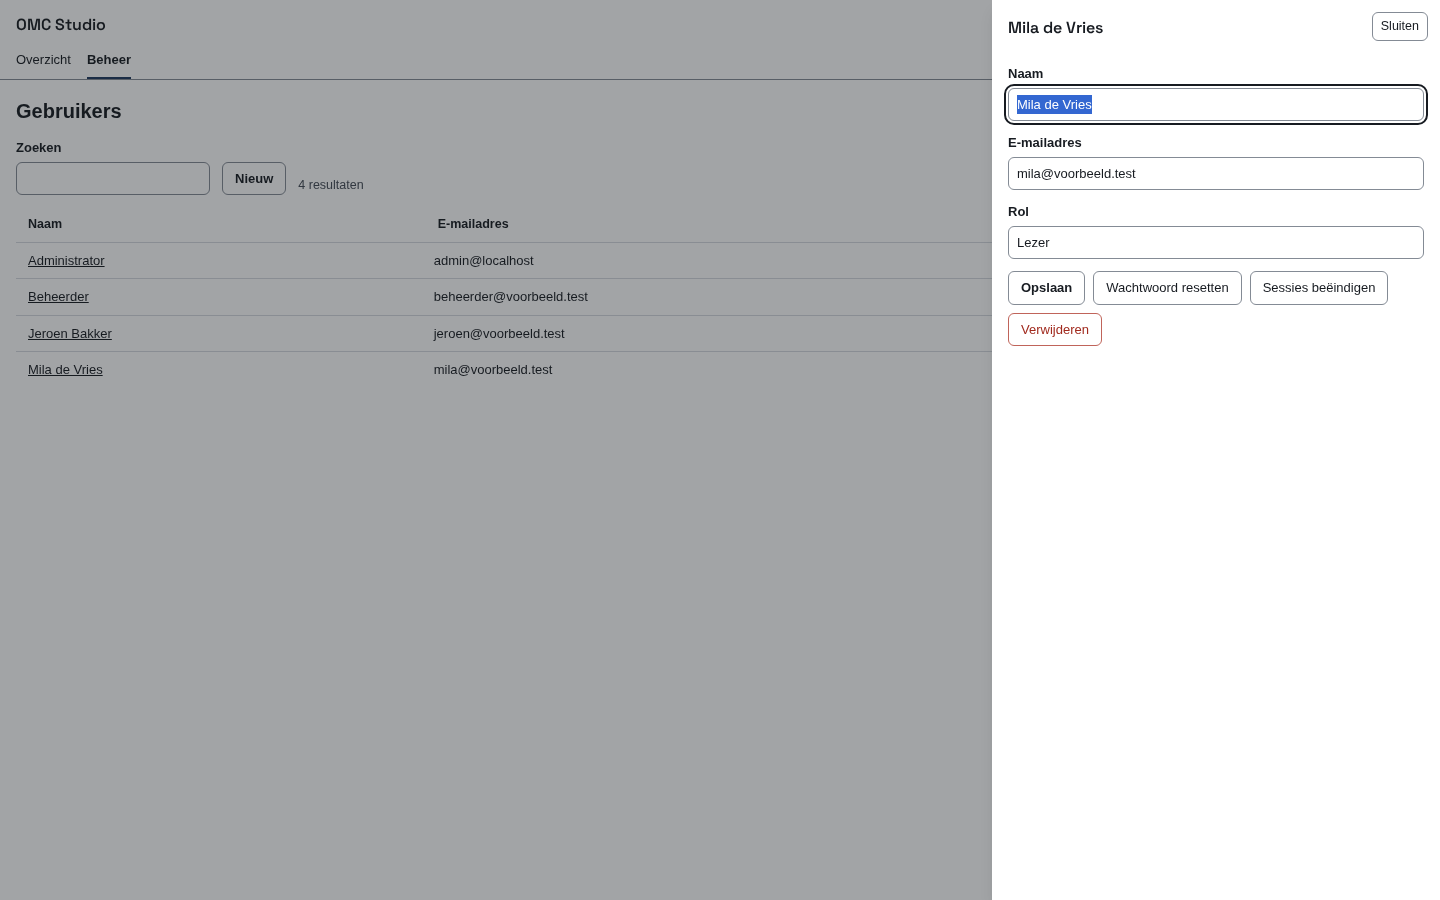 OMC Studio
Overzicht Beheer
Gebruikers
Zoeken
Nieuw 4 resultaten
Naam E-mailadres
Administrator admin@localhost
Beheerder beheerder@voorbeeld.test
Jeroen Bakker jeroen@voorbeeld.test
Mila de Vries mila@voorbeeld.test
Mila de Vries Sluiten
Naam
Mila de Vries
E-mailadres
mila@voorbeeld.test
Rol
Lezer
Opslaan Wachtwoord resetten Sessies beëindigen
Verwijderen